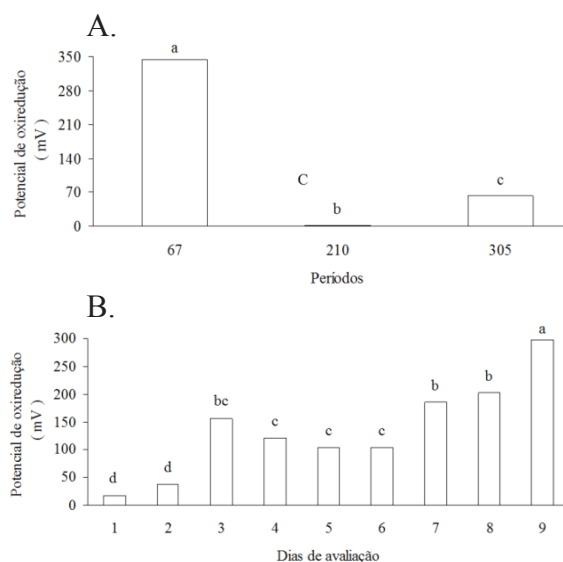 A.
Potencial de oxiredução
( mV )
350
280
210
140
70
0
a
C
b
c
67 210 305
Períodos
B.
Potencial de oxiredução
( mV )
300
250
200
150
100
50
0
d
d
bc
c
c
c
b
b
a
1 2 3 4 5 6 7 8 9
Dias de avaliação